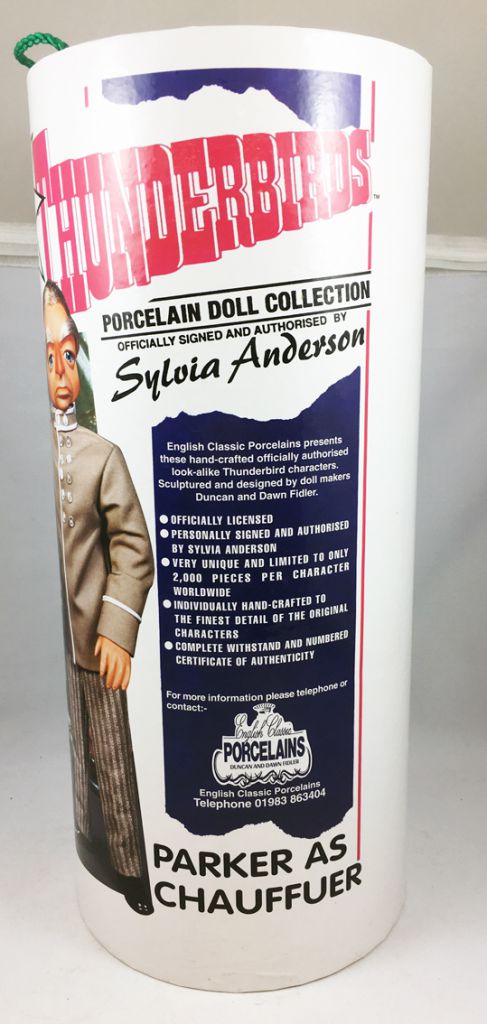 THUNDERBIRDS™
PORCELAIN DOLL COLLECTION
OFFICIALLY SIGNED AND AUTHORISED BY
Sylvia Anderson
English Classic Porcelains presents
these hand-crafted officially authorised
look-alike Thunderbird characters.
Sculptured and designed by doll makers
Duncan and Dawn Fidler.
● OFFICIALLY LICENSED
● PERSONALLY SIGNED AND AUTHORISED
BY SYLVIA ANDERSON
● VERY UNIQUE AND LIMITED TO ONLY
2,000 PIECES PER CHARACTER
WORLDWIDE
● INDIVIDUALLY HAND-CRAFTED TO
THE FINEST DETAIL OF THE ORIGINAL
CHARACTERS
● COMPLETE WITHSTAND AND NUMBERED
CERTIFICATE OF AUTHENTICITY
For more information please telephone or
contact:-
English Classic
PORCELAINS
DUNCAN AND DAWN FIDLER
English Classic Porcelains
Telephone 01983 863404
PARKER AS
CHAUFFUER